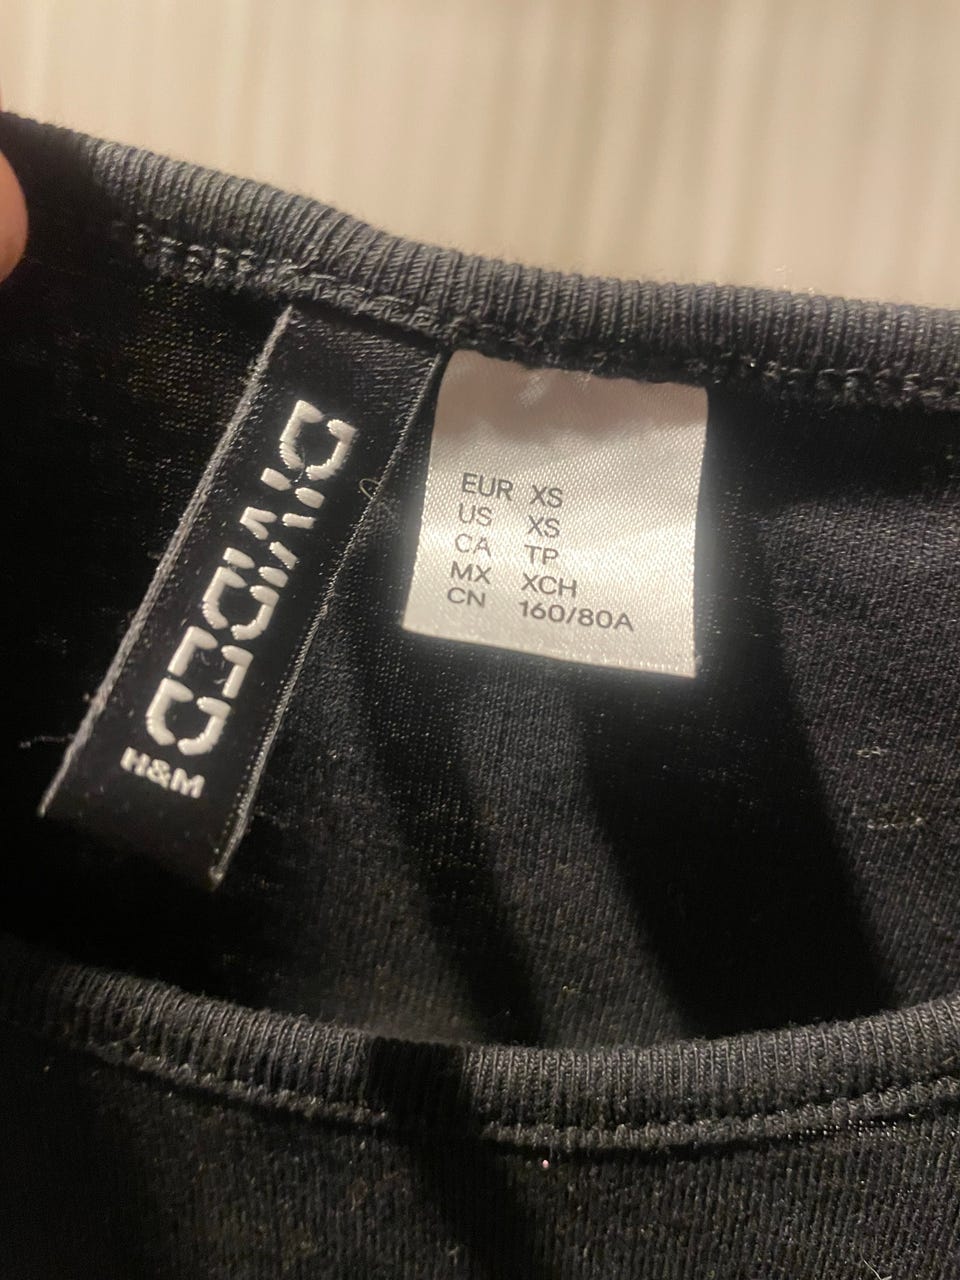 DIVIDED
H&M
EUR XS
US XS
CA TP
MX XCH
CN 160/80A